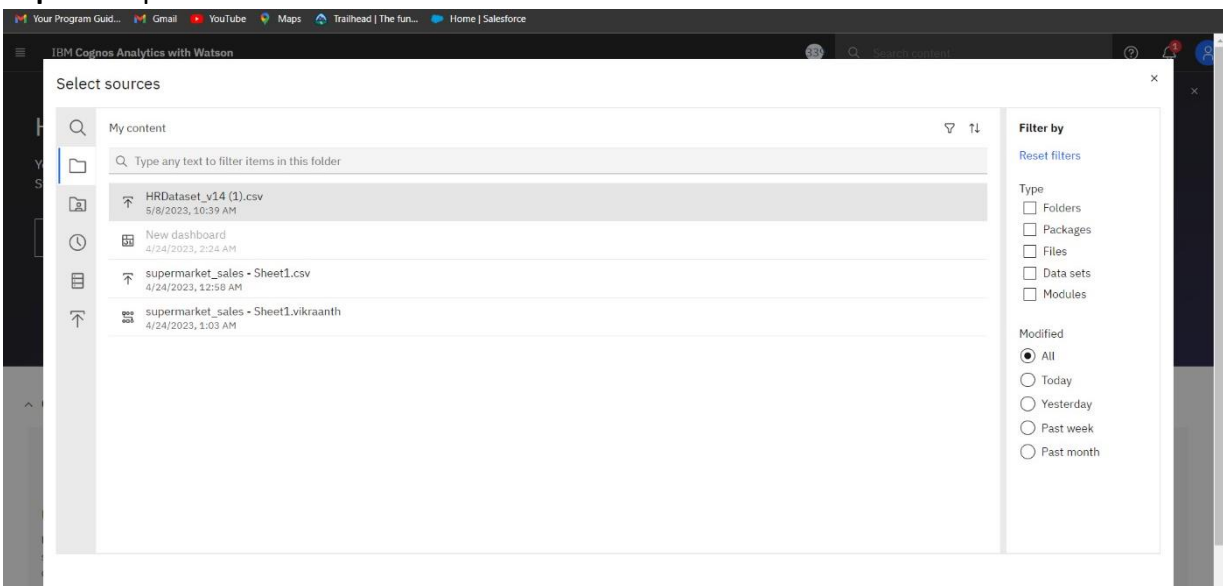 Your Program Guid... Gmail YouTube Maps Trailhead | The fun... Home | Salesforce
IBM Cognos Analytics with Watson Search content 1
Select sources
My content
Type any text to filter items in this folder
HRDataset_v14 (1).csv
5/8/2023, 10:39 AM
New dashboard
4/24/2023, 2:24 AM
supermarket_sales - Sheet1.csv
4/24/2023, 12:58 AM
supermarket_sales - Sheet1.vikraanth
4/24/2023, 1:03 AM
Filter by
Reset filters
Type
Folders
Packages
Files
Data sets
Modules
Modified
All
Today
Yesterday
Past week
Past month